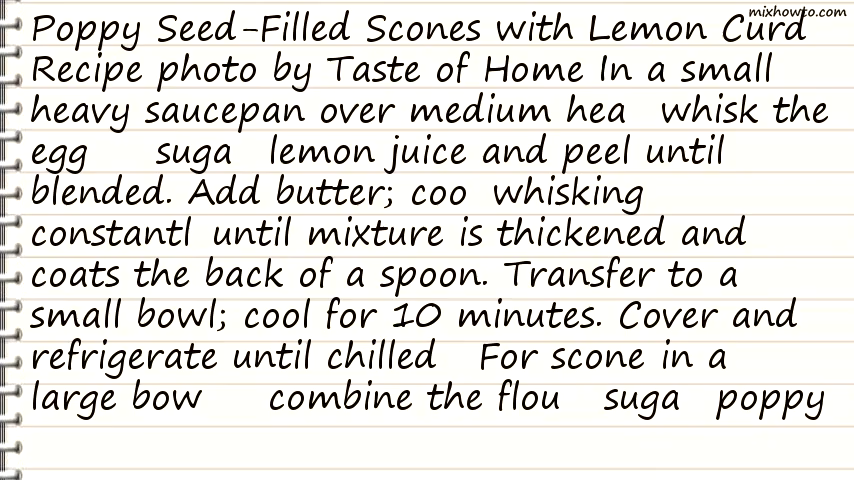 mixhowto.com
Poppy Seed-Filled Scones with Lemon Curd
Recipe photo by Taste of Home In a small
heavy saucepan over medium hea whisk the
egg suga lemon juice and peel until
blended. Add butter; coo whisking
constantl until mixture is thickened and
coats the back of a spoon. Transfer to a
small bowl; cool for 10 minutes. Cover and
refrigerate until chilled For scone in a
large bow combine the flou suga poppy